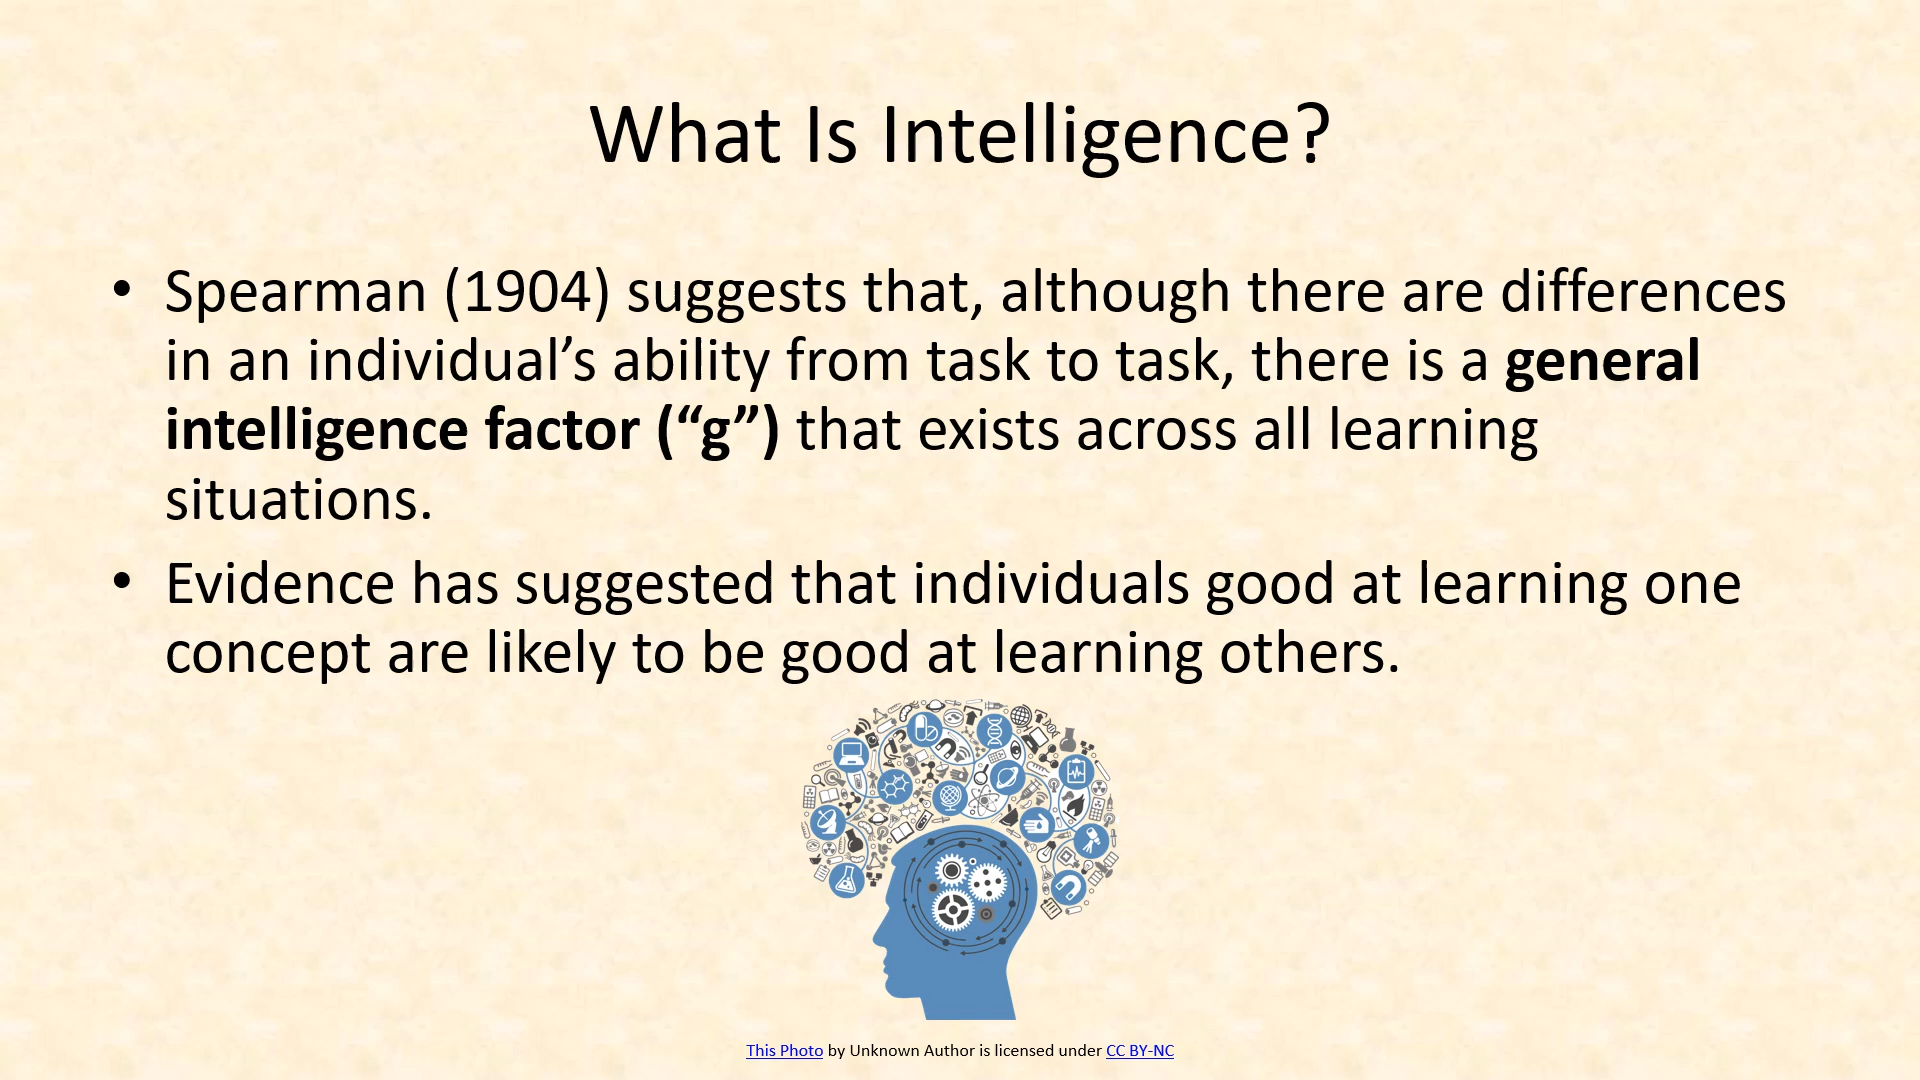 What Is Intelligence?
• Spearman (1904) suggests that, although there are differences
in an individual’s ability from task to task, there is a general
intelligence factor (“g”) that exists across all learning
situations.
• Evidence has suggested that individuals good at learning one
concept are likely to be good at learning others.
This Photo by Unknown Author is licensed under CC BY-NC